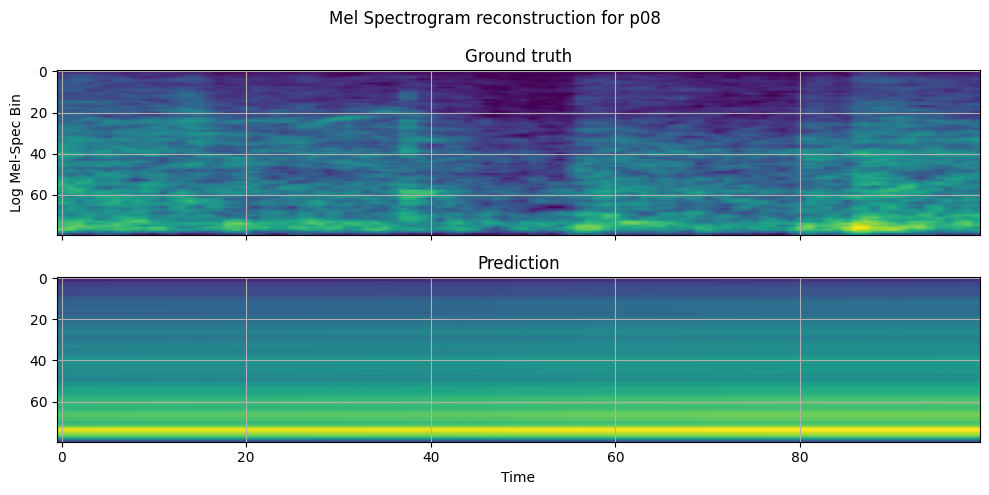 Mel Spectrogram reconstruction for p08
Ground truth
0
20
40
60
Log Mel-Spec Bin
Prediction
0
20
40
60
0 20 40 60 80
Time